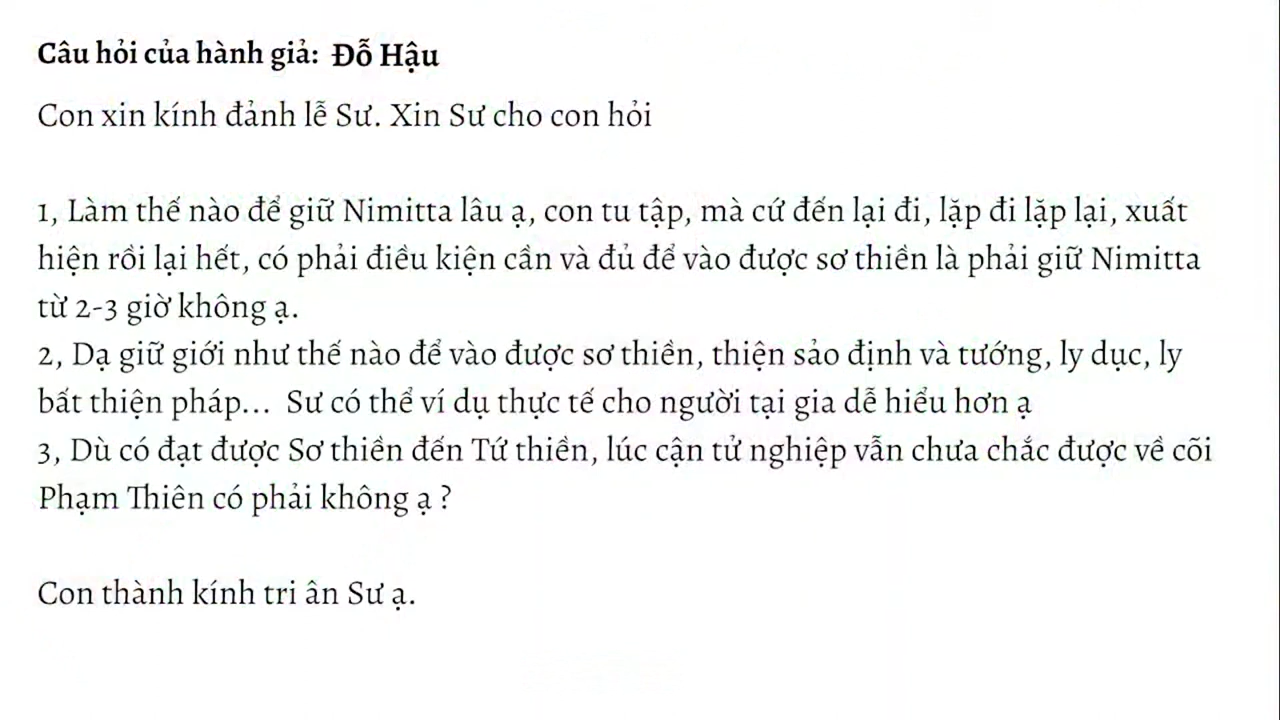 Câu hỏi của hành giả: Đỗ Hậu
Con xin kính đảnh lễ Sư. Xin Sư cho con hỏi
1, Làm thế nào để giữ Nimitta lâu ạ, con tu tập, mà cứ đến lại đi, lặp đi lặp lại, xuất
hiện rồi lại hết, có phải điều kiện cần và đủ để vào được sơ thiền là phải giữ Nimitta
từ 2-3 giờ không ạ.
2, Dạ giữ giới như thế nào để vào được sơ thiền, thiện sảo định và tướng, ly dục, ly
bất thiện pháp... Sư có thể ví dụ thực tế cho người tại gia dễ hiểu hơn ạ
3, Dù có đạt được Sơ thiền đến Tứ thiền, lúc cận tử nghiệp vẫn chưa chắc được về cõi
Phạm Thiên có phải không ạ ?
Con thành kính tri ân Sư ạ.